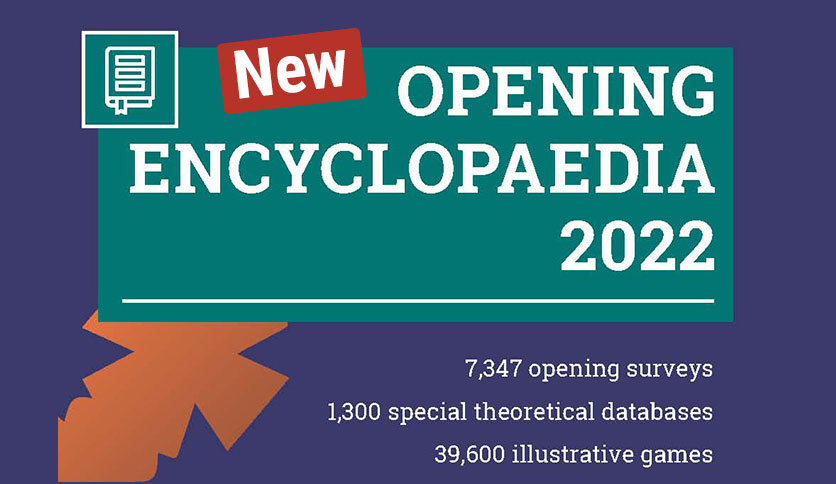 New
OPENING
ENCYCLOPAEDIA
2022
7,347 opening surveys
1,300 special theoretical databases
39,600 illustrative games